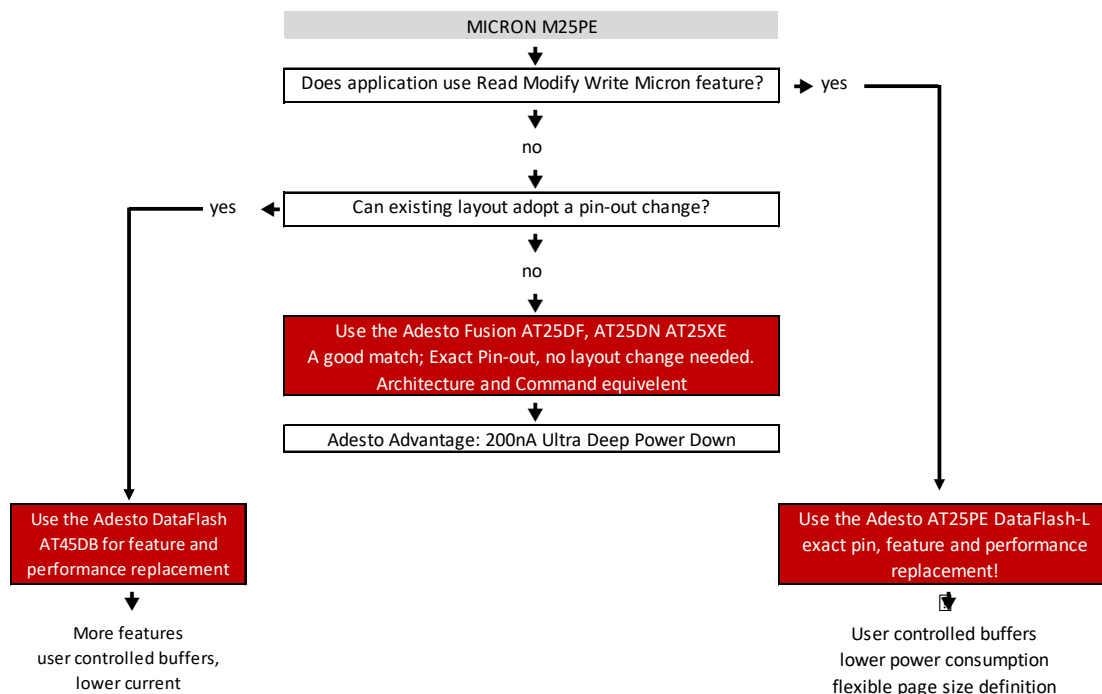 MICRON M25PE
Does application use Read Modify Write Micron feature?
yes
no
yes
Can existing layout adopt a pin-out change?
no
Use the Adesto Fusion AT25DF, AT25DN AT25XE
A good match; Exact Pin-out, no layout change needed.
Architecture and Command equivelent
Adesto Advantage: 200nA Ultra Deep Power Down
Use the Adesto DataFlash
AT45DB for feature and
performance replacement
Use the Adesto AT25PE DataFlash-L
exact pin, feature and performance
replacement!
More features
user controlled buffers,
lower current
User controlled buffers
lower power consumption
flexible page size definition